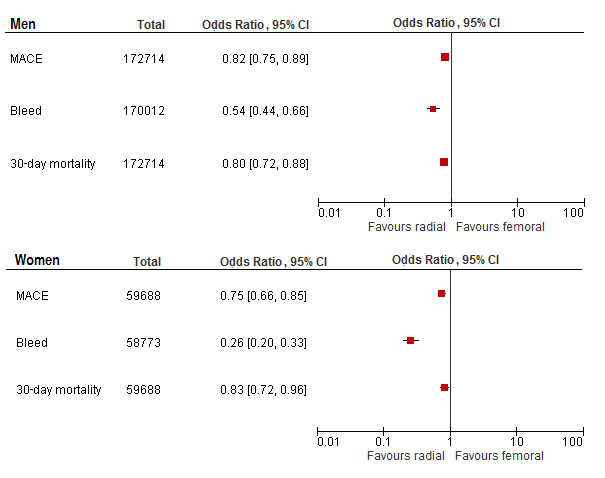 Men Total Odds Ratio, 95% CI Odds Ratio, 95% CI
MACE 172714 0.82 [0.75, 0.89]
Bleed 170012 0.54 [0.44, 0.66]
30-day mortality 172714 0.80 [0.72, 0.88]
0.01 0.1 1 10 100
Favours radial Favours femoral
Women Total Odds Ratio, 95% CI Odds Ratio, 95% CI
MACE 59688 0.75 [0.66, 0.85]
Bleed 58773 0.26 [0.20, 0.33]
30-day mortality 59688 0.83 [0.72, 0.96]
0.01 0.1 1 10 100
Favours radial Favours femoral